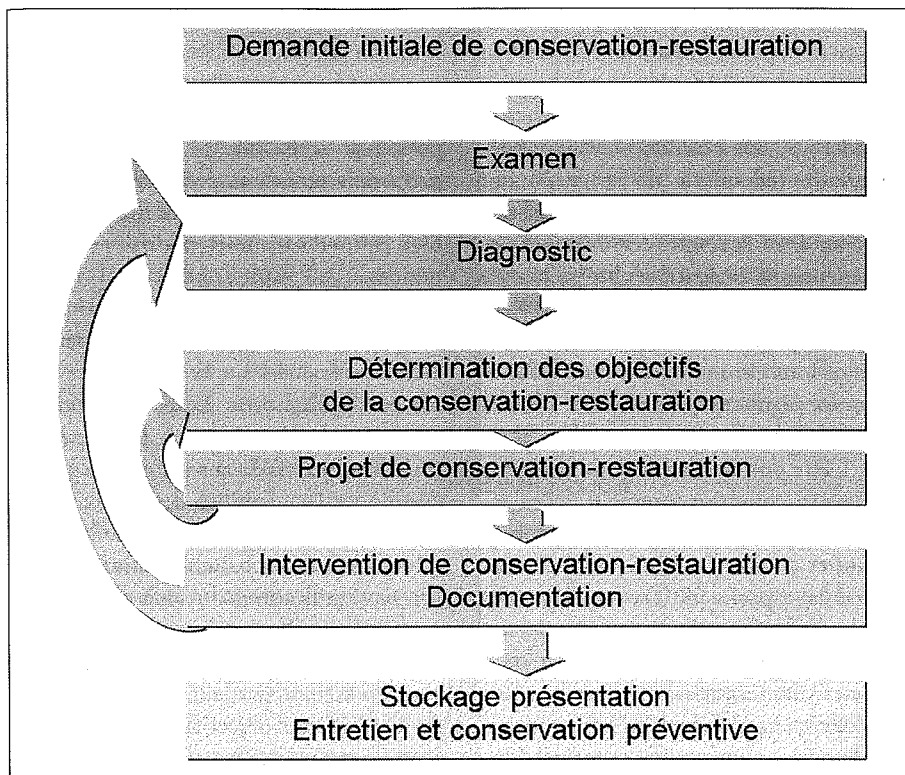 Demande initiale de conservation-restauration
Examen
Diagnostic
Détermination des objectifs
de la conservation-restauration
Projet de conservation-restauration
Intervention de conservation-restauration
Documentation
Stockage présentation
Entretien et conservation préventive